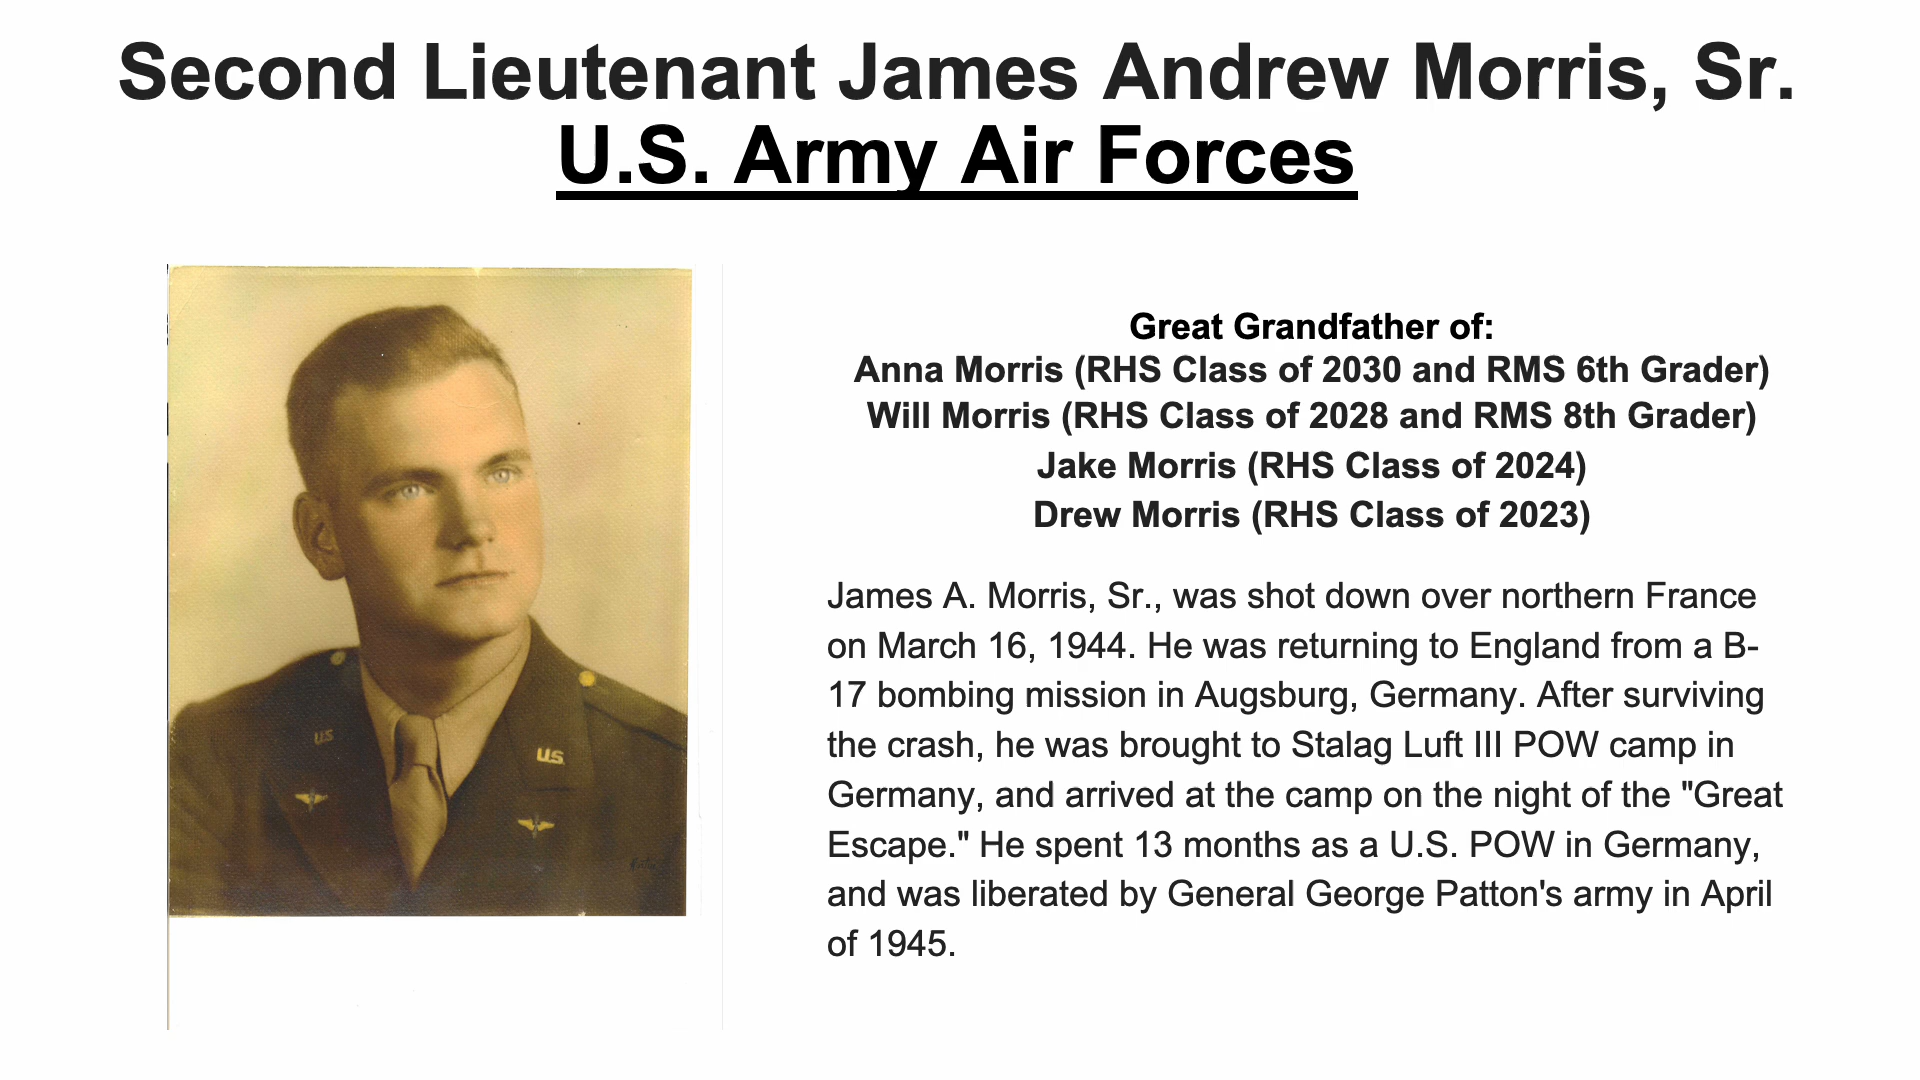 Second Lieutenant James Andrew Morris, Sr.
U.S. Army Air Forces
Great Grandfather of:
Anna Morris (RHS Class of 2030 and RMS 6th Grader)
Will Morris (RHS Class of 2028 and RMS 8th Grader)
Jake Morris (RHS Class of 2024)
Drew Morris (RHS Class of 2023)
James A. Morris, Sr., was shot down over northern France
on March 16, 1944. He was returning to England from a B-
17 bombing mission in Augsburg, Germany. After surviving
the crash, he was brought to Stalag Luft III POW camp in
Germany, and arrived at the camp on the night of the "Great
Escape." He spent 13 months as a U.S. POW in Germany,
and was liberated by General George Patton's army in April
of 1945.
U.S.
U.S.